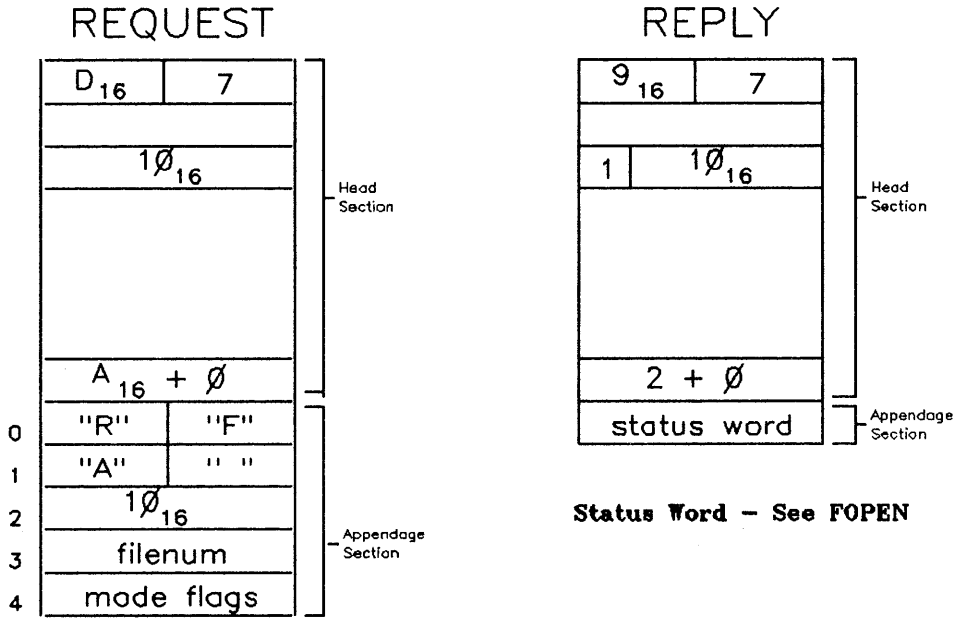 REQUEST
D16 7
1Ø16
Head
Section
A16 + Ø
0 "R" "F"
1 "A" " "
2 1Ø16
3 filenum
4 mode flags
Appendage
Section
REPLY
916 7
1 1Ø16
Head
Section
2 + Ø
status word
Appendage
Section
Status Word – See FOPEN